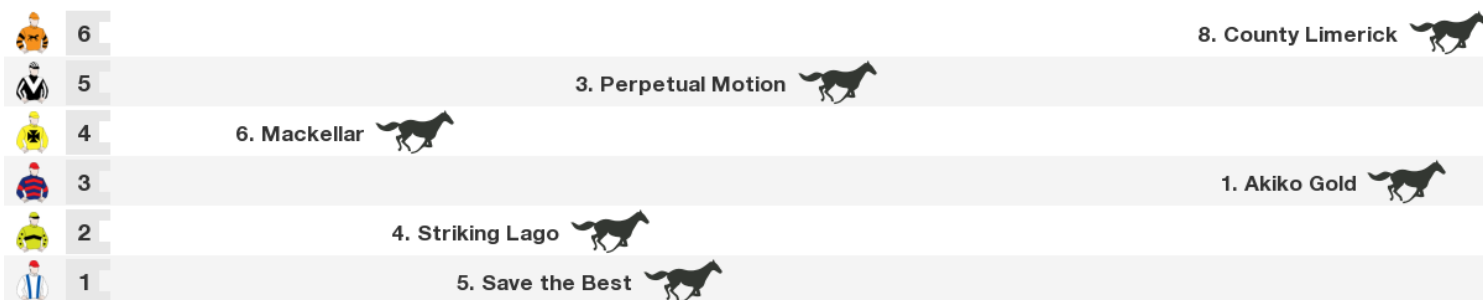 6 8. County Limerick
5 3. Perpetual Motion
4 6. Mackellar
3 1. Akiko Gold
2 4. Striking Lago
1 5. Save the Best